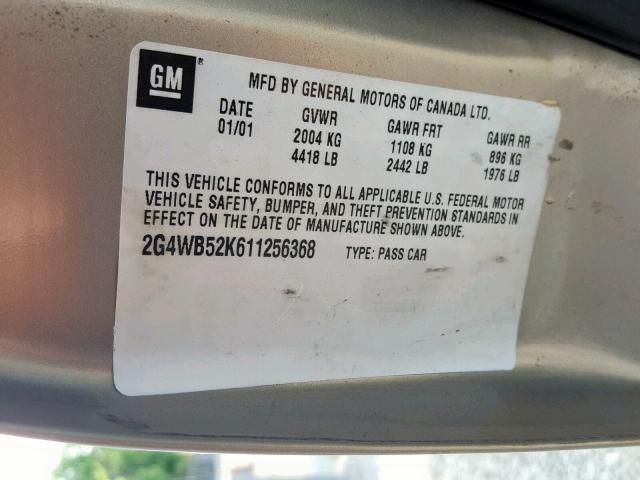 GM®
MFD BY GENERAL MOTORS OF CANADA LTD.
DATE GVWR GAWR FRT GAWR RR
01/01 2004 KG 1108 KG 896 KG
4418 LB 2442 LB 1976 LB
THIS VEHICLE CONFORMS TO ALL APPLICABLE U.S. FEDERAL MOTOR
VEHICLE SAFETY, BUMPER, AND THEFT PREVENTION STANDARDS IN
EFFECT ON THE DATE OF MANUFACTURE SHOWN ABOVE.
2G4WB52K611256368 TYPE: PASS CAR